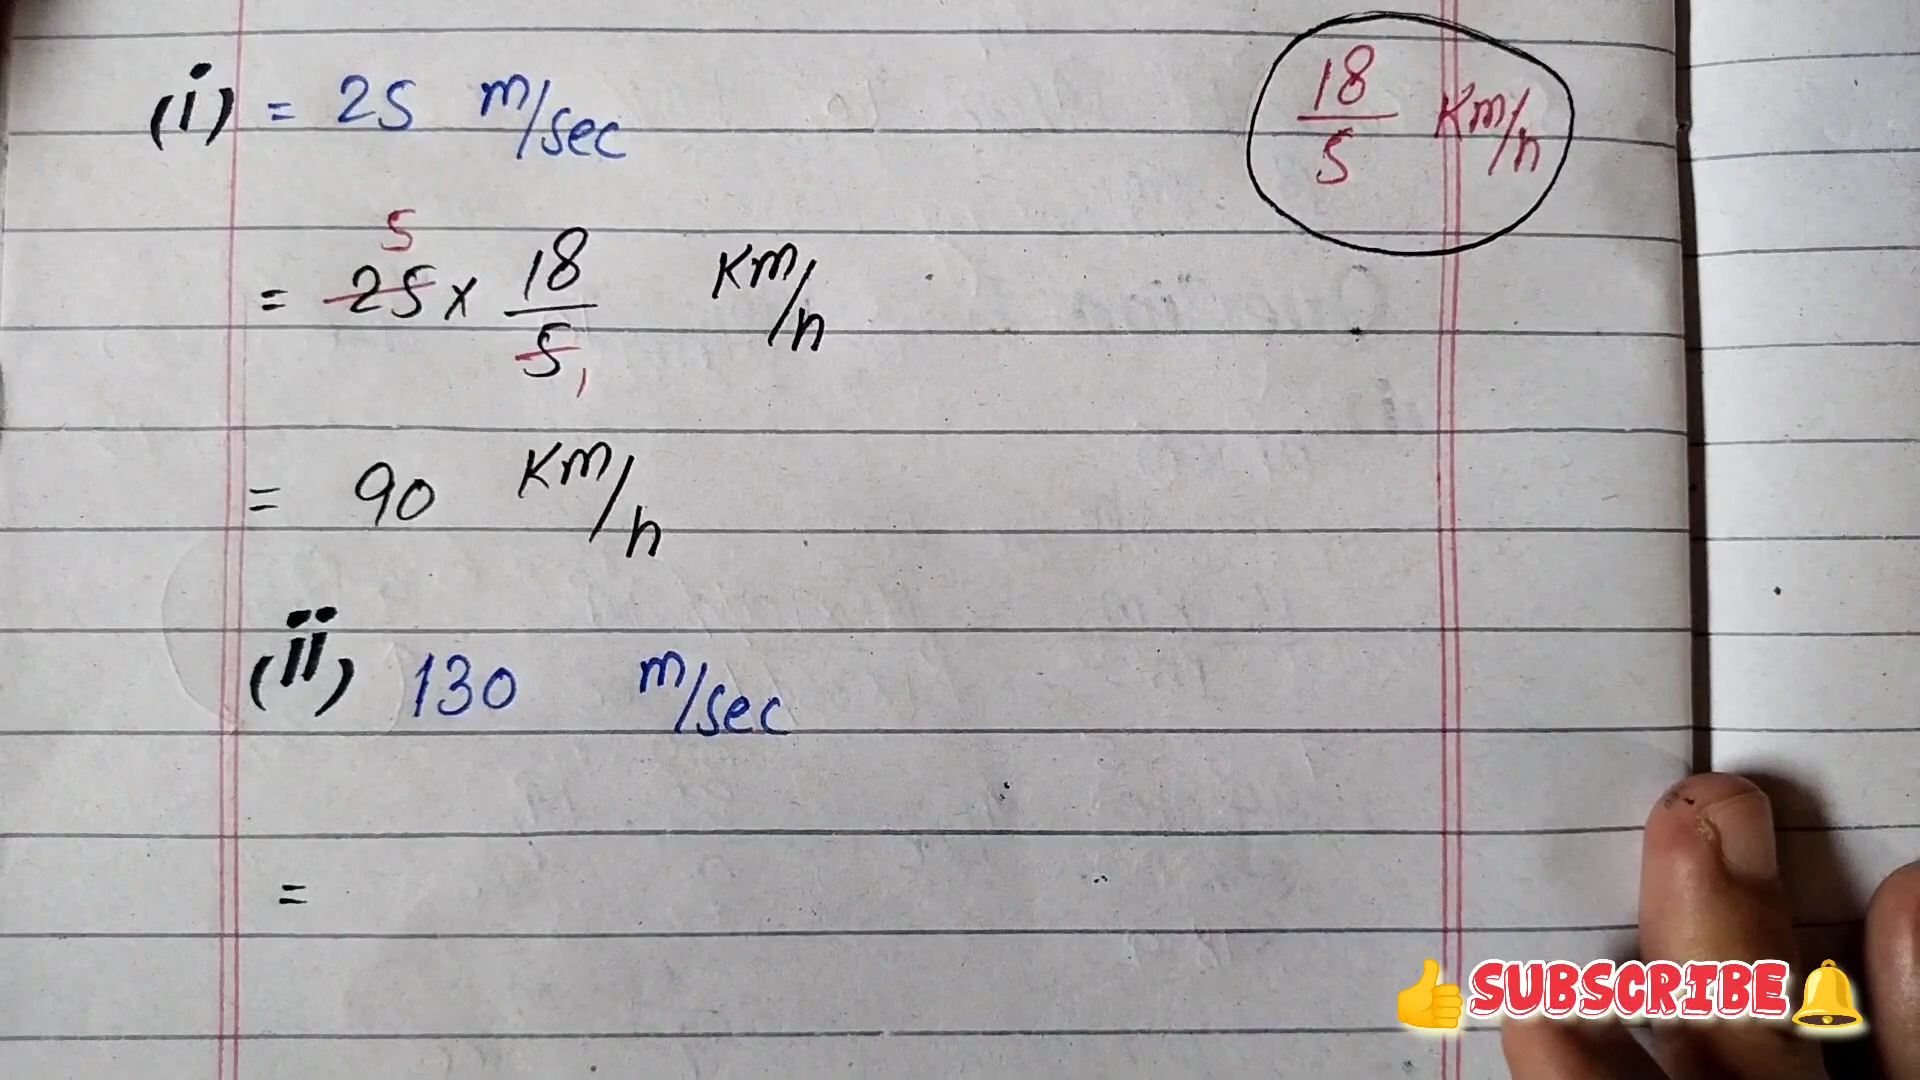 (i) = 25 m/sec
18/5 Km/h
5
= 25 x 18/5 Km/h
1
= 90 Km/h
(ii) 130 m/sec
=
👍 SUBSCRIBE 🔔